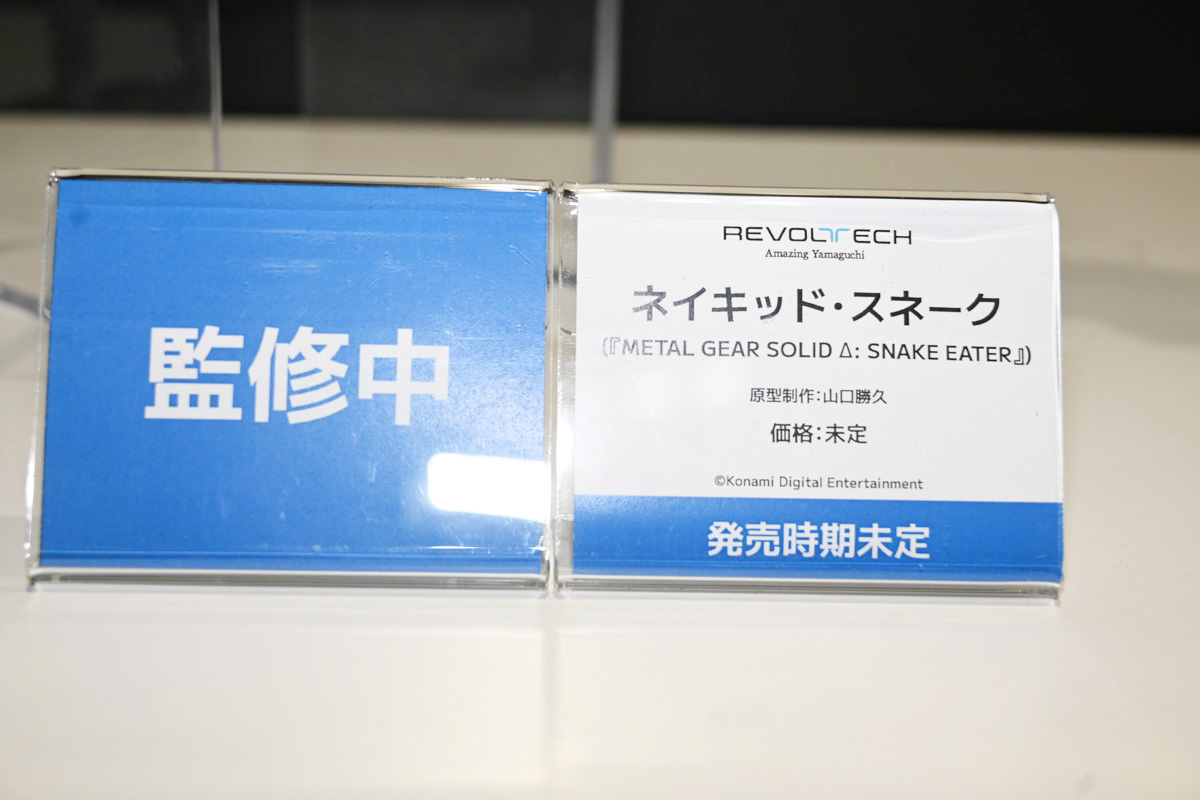 監修中
REVOLTECH
Amazing Yamaguchi
ネイキッド・スネーク
(『METAL GEAR SOLID Δ: SNAKE EATER』)
原型制作:山口勝久
価格:未定
©Konami Digital Entertainment
発売時期未定